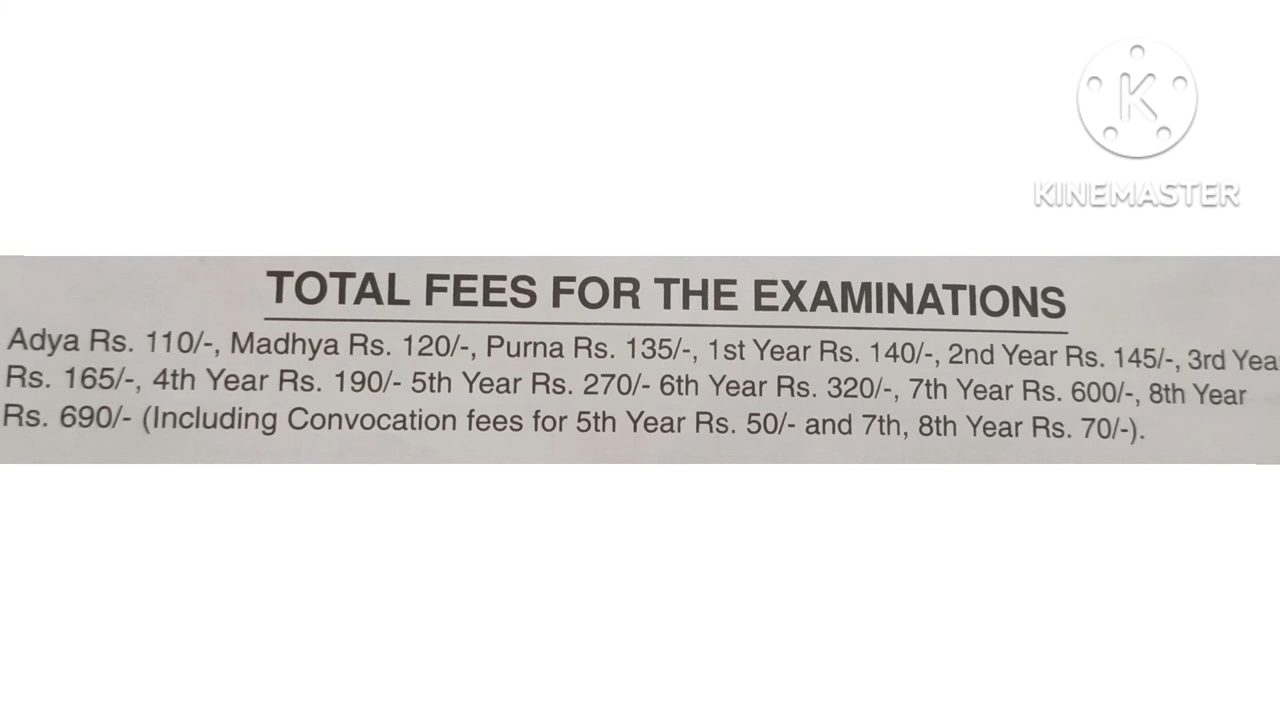 K
KINEMASTER
TOTAL FEES FOR THE EXAMINATIONS
Adya Rs. 110/-, Madhya Rs. 120/-, Purna Rs. 135/-, 1st Year Rs. 140/-, 2nd Year Rs. 145/-, 3rd Yea
Rs. 165/-, 4th Year Rs. 190/- 5th Year Rs. 270/- 6th Year Rs. 320/-, 7th Year Rs. 600/-, 8th Year
Rs. 690/- (Including Convocation fees for 5th Year Rs. 50/- and 7th, 8th Year Rs. 70/-).